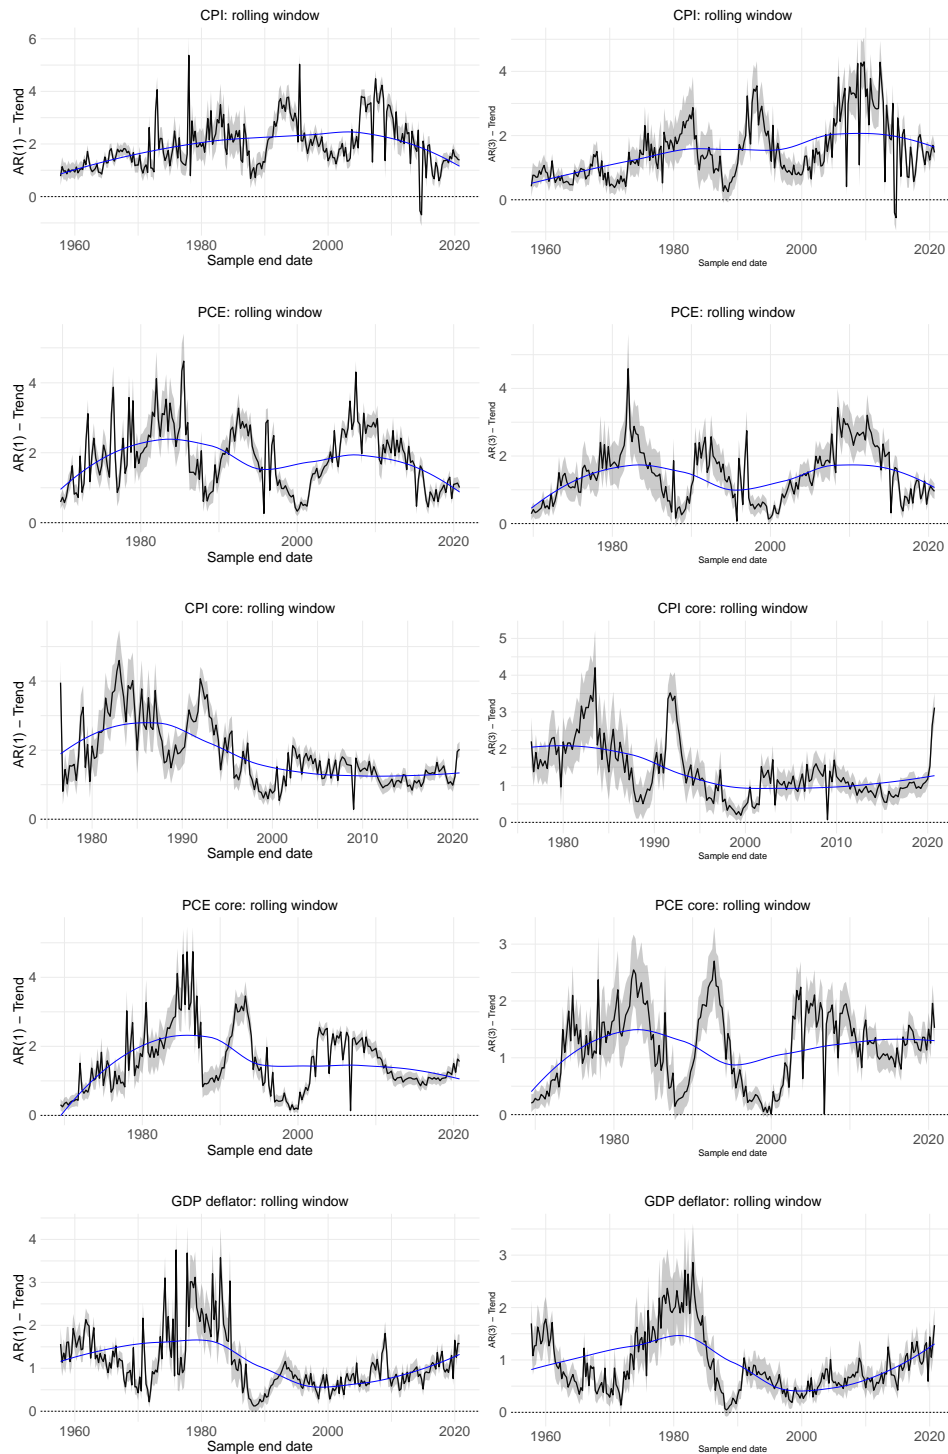 CPI: rolling window
AR(1) − Trend
6
4
2
0
1960 1980 2000 2020
Sample end date
CPI: rolling window
AR(3) − Trend
4
2
0
1960 1980 2000 2020
Sample end date
PCE: rolling window
AR(1) − Trend
4
2
0
1980 2000 2020
Sample end date
PCE: rolling window
AR(3) − Trend
4
2
0
1980 2000 2020
Sample end date
CPI core: rolling window
AR(1) − Trend
4
2
0
1980 1990 2000 2010 2020
Sample end date
CPI core: rolling window
AR(3) − Trend
5
4
3
2
1
0
1980 1990 2000 2010 2020
Sample end date
PCE core: rolling window
AR(1) − Trend
4
2
0
1980 2000 2020
Sample end date
PCE core: rolling window
AR(3) − Trend
3
2
1
0
1980 2000 2020
Sample end date
GDP deflator: rolling window
AR(1) − Trend
4
3
2
1
0
1960 1980 2000 2020
Sample end date
GDP deflator: rolling window
AR(3) − Trend
3
2
1
0
1960 1980 2000 2020
Sample end date